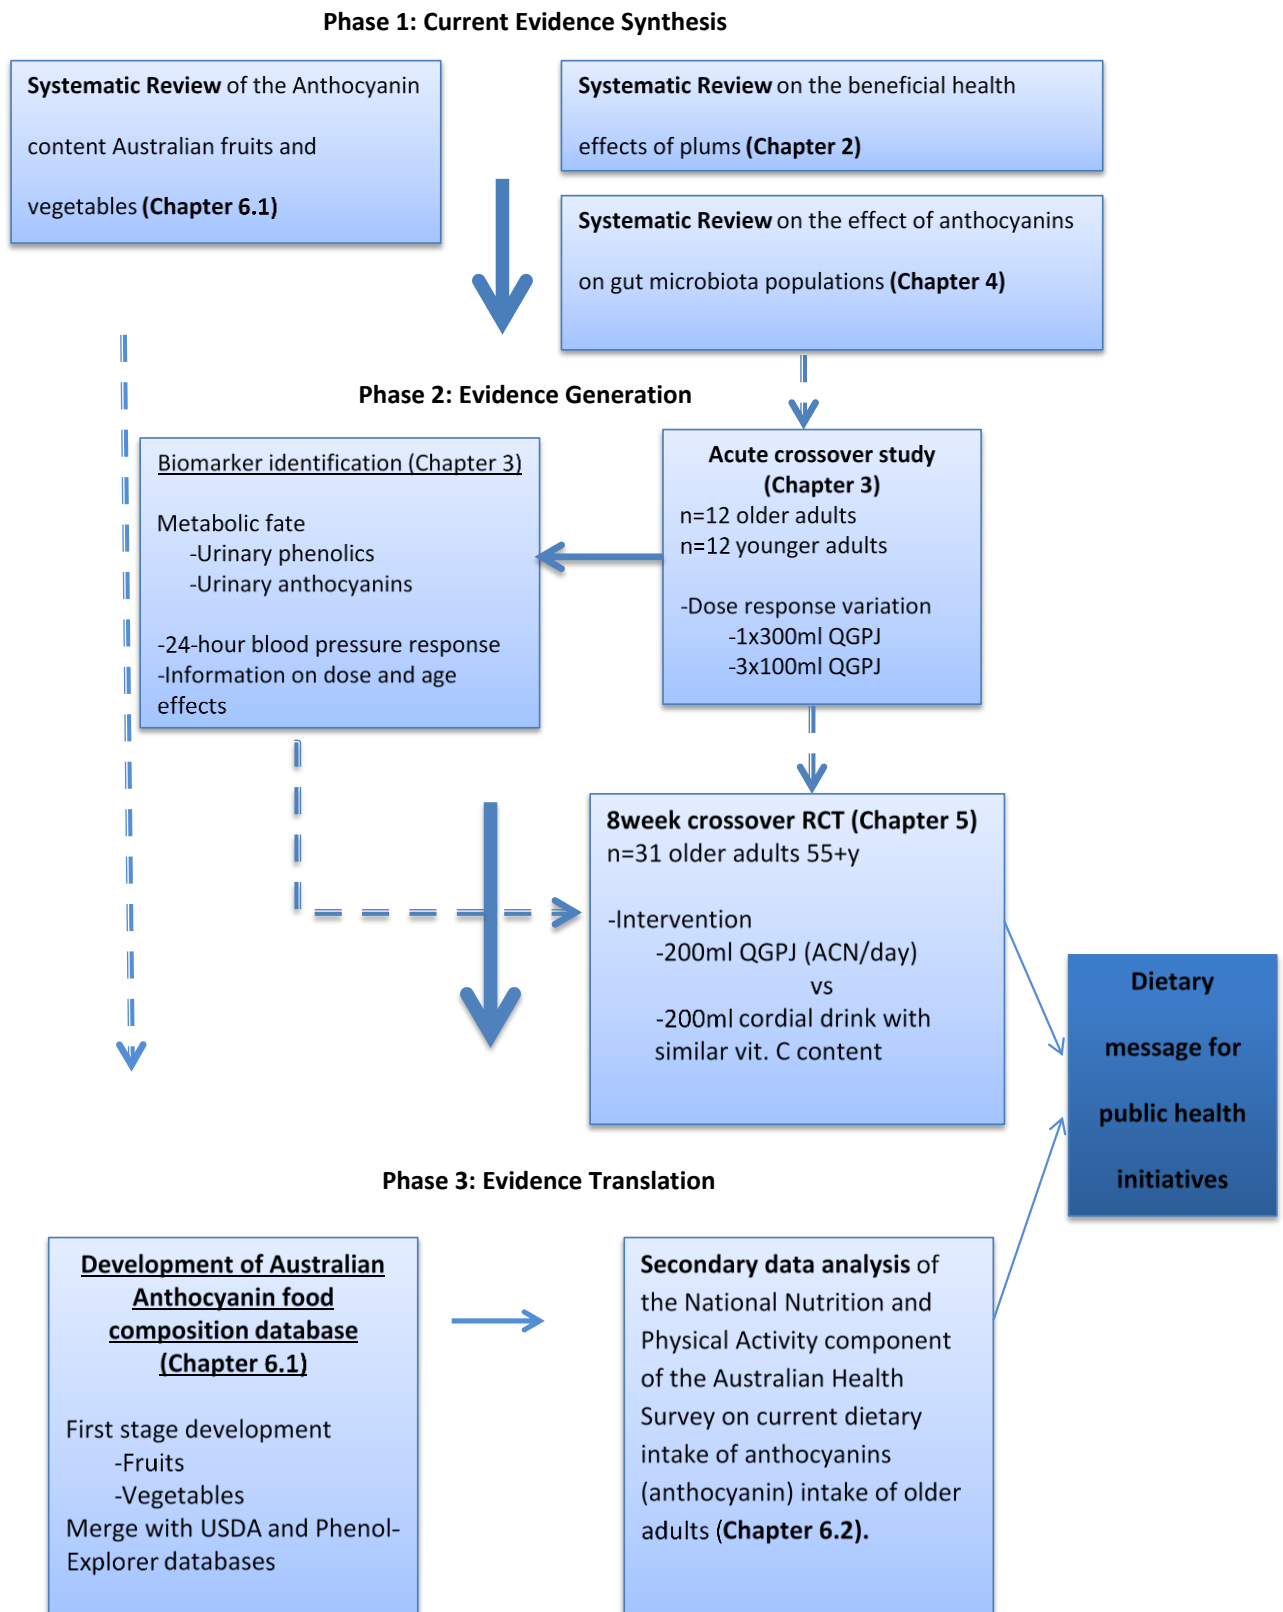 Phase 1: Current Evidence Synthesis
Systematic Review of the Anthocyanin
content Australian fruits and
vegetables (Chapter 6.1)
Systematic Review on the beneficial health
effects of plums (Chapter 2)
Systematic Review on the effect of anthocyanins
on gut microbiota populations (Chapter 4)
Phase 2: Evidence Generation
Biomarker identification (Chapter 3)
Metabolic fate
-Urinary phenolics
-Urinary anthocyanins
-24-hour blood pressure response
-Information on dose and age
effects
Acute crossover study
(Chapter 3)
n=12 older adults
n=12 younger adults
-Dose response variation
-1x300ml QGPJ
-3x100ml QGPJ
8week crossover RCT (Chapter 5)
n=31 older adults 55+y
-Intervention
-200ml QGPJ (ACN/day)
vs
-200ml cordial drink with
similar vit. C content
Dietary
message for
public health
initiatives
Phase 3: Evidence Translation
Development of Australian
Anthocyanin food
composition database
(Chapter 6.1)
First stage development
-Fruits
-Vegetables
Merge with USDA and Phenol-
Explorer databases
Secondary data analysis of
the National Nutrition and
Physical Activity component
of the Australian Health
Survey on current dietary
intake of anthocyanins
(anthocyanin) intake of older
adults (Chapter 6.2).